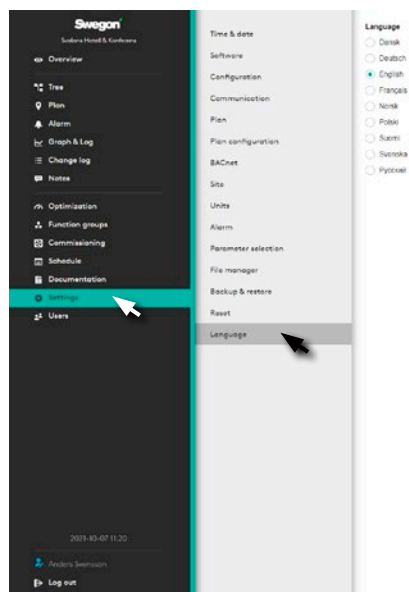 Swegon
Scalora Hotell & Konferens
Overview
Tree
Plan
Alarm
Graph & Log
Change log
Notes
Optimization
Function groups
Commissioning
Schedule
Documentation
Settings
Users
2021-10-07 11:20
Anders Svensson
Log out
Time & date
Software
Configuration
Communication
Plan
Plan configuration
BACnet
Site
Units
Alarm
Parameter selection
File manager
Backup & restore
Reset
Language
Language
Dansk
Deutsch
English
Français
Norsk
Polski
Suomi
Svenska
Русский